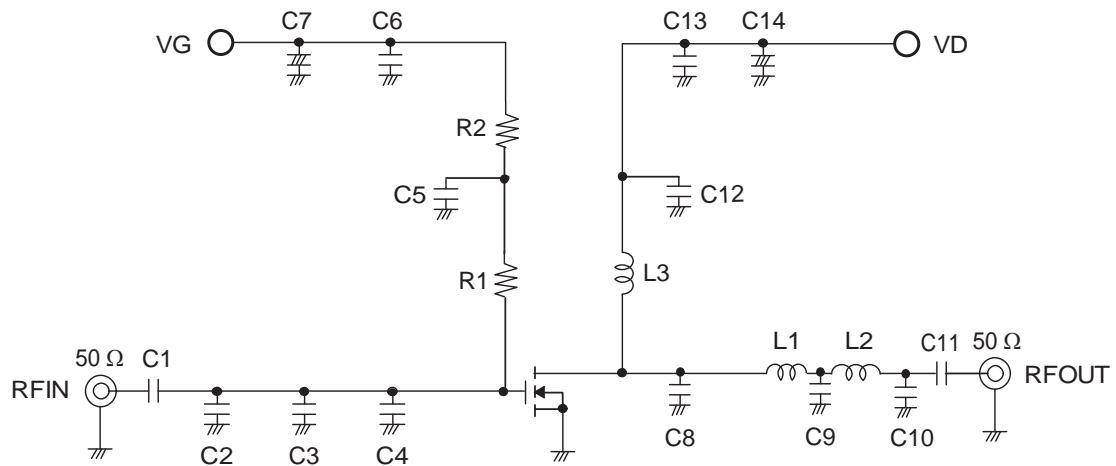 C7 C6 C13 C14
VG VD
R2
C5 C12
R1 L3
50 Ω C1 L1 L2 C11 50 Ω
RFIN RFOUT
C2 C3 C4 C8 C9 C10